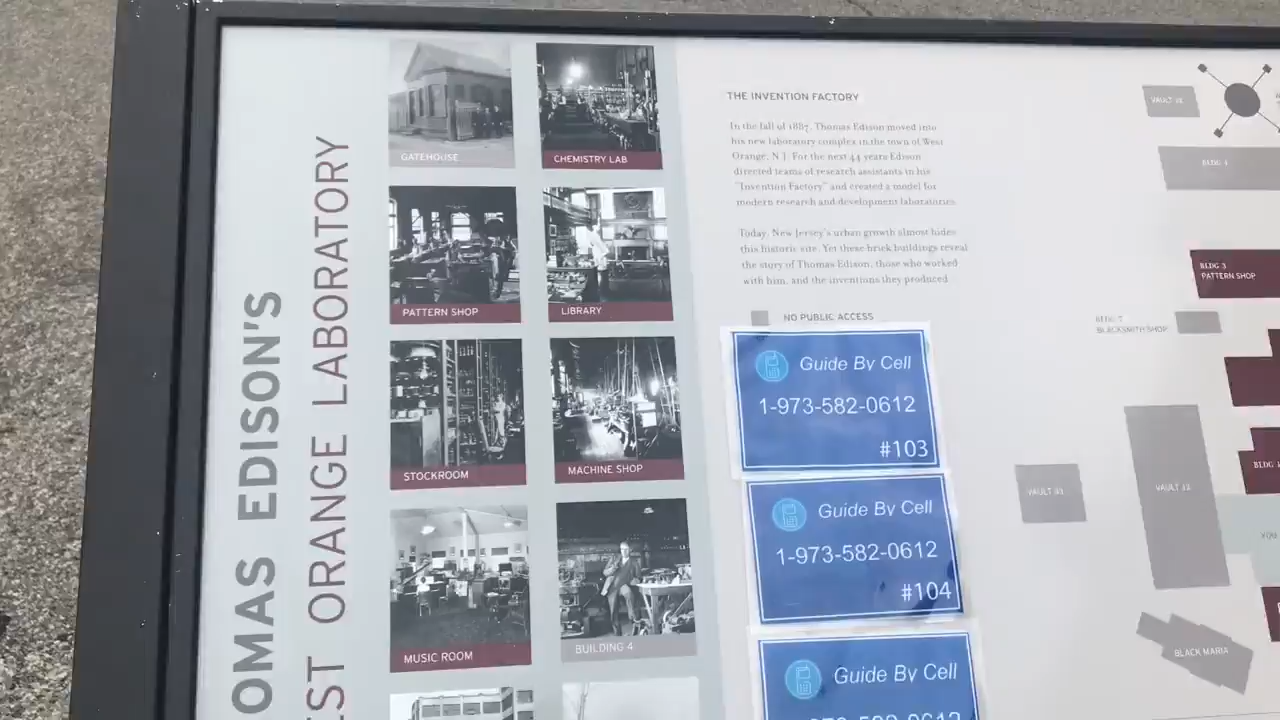 OMAS EDISON'S
EST ORANGE LABORATORY
GATEHOUSE
CHEMISTRY LAB
PATTERN SHOP
LIBRARY
STOCKROOM
MACHINE SHOP
MUSIC ROOM
BUILDING 4
THE INVENTION FACTORY
In the fall of 1887, Thomas Edison moved into
his new laboratory complex in the town of West
Orange, N.J. For the next 44 years Edison
directed teams of research assistants in his
"Invention Factory" and created a model for
modern research and development laboratories.
Today, New Jersey's urban growth almost hides
this historic site. Yet these brick buildings reveal
the story of Thomas Edison, those who worked
with him, and the inventions they produced.
NO PUBLIC ACCESS
Guide By Cell
1-973-582-0612
#103
Guide By Cell
1-973-582-0612
#104
Guide By Cell
BLDG 3
PATTERN SHOP
BLACKSMITH SHOP
VAULT 12
BLDG
YOU
BLACK MARIA